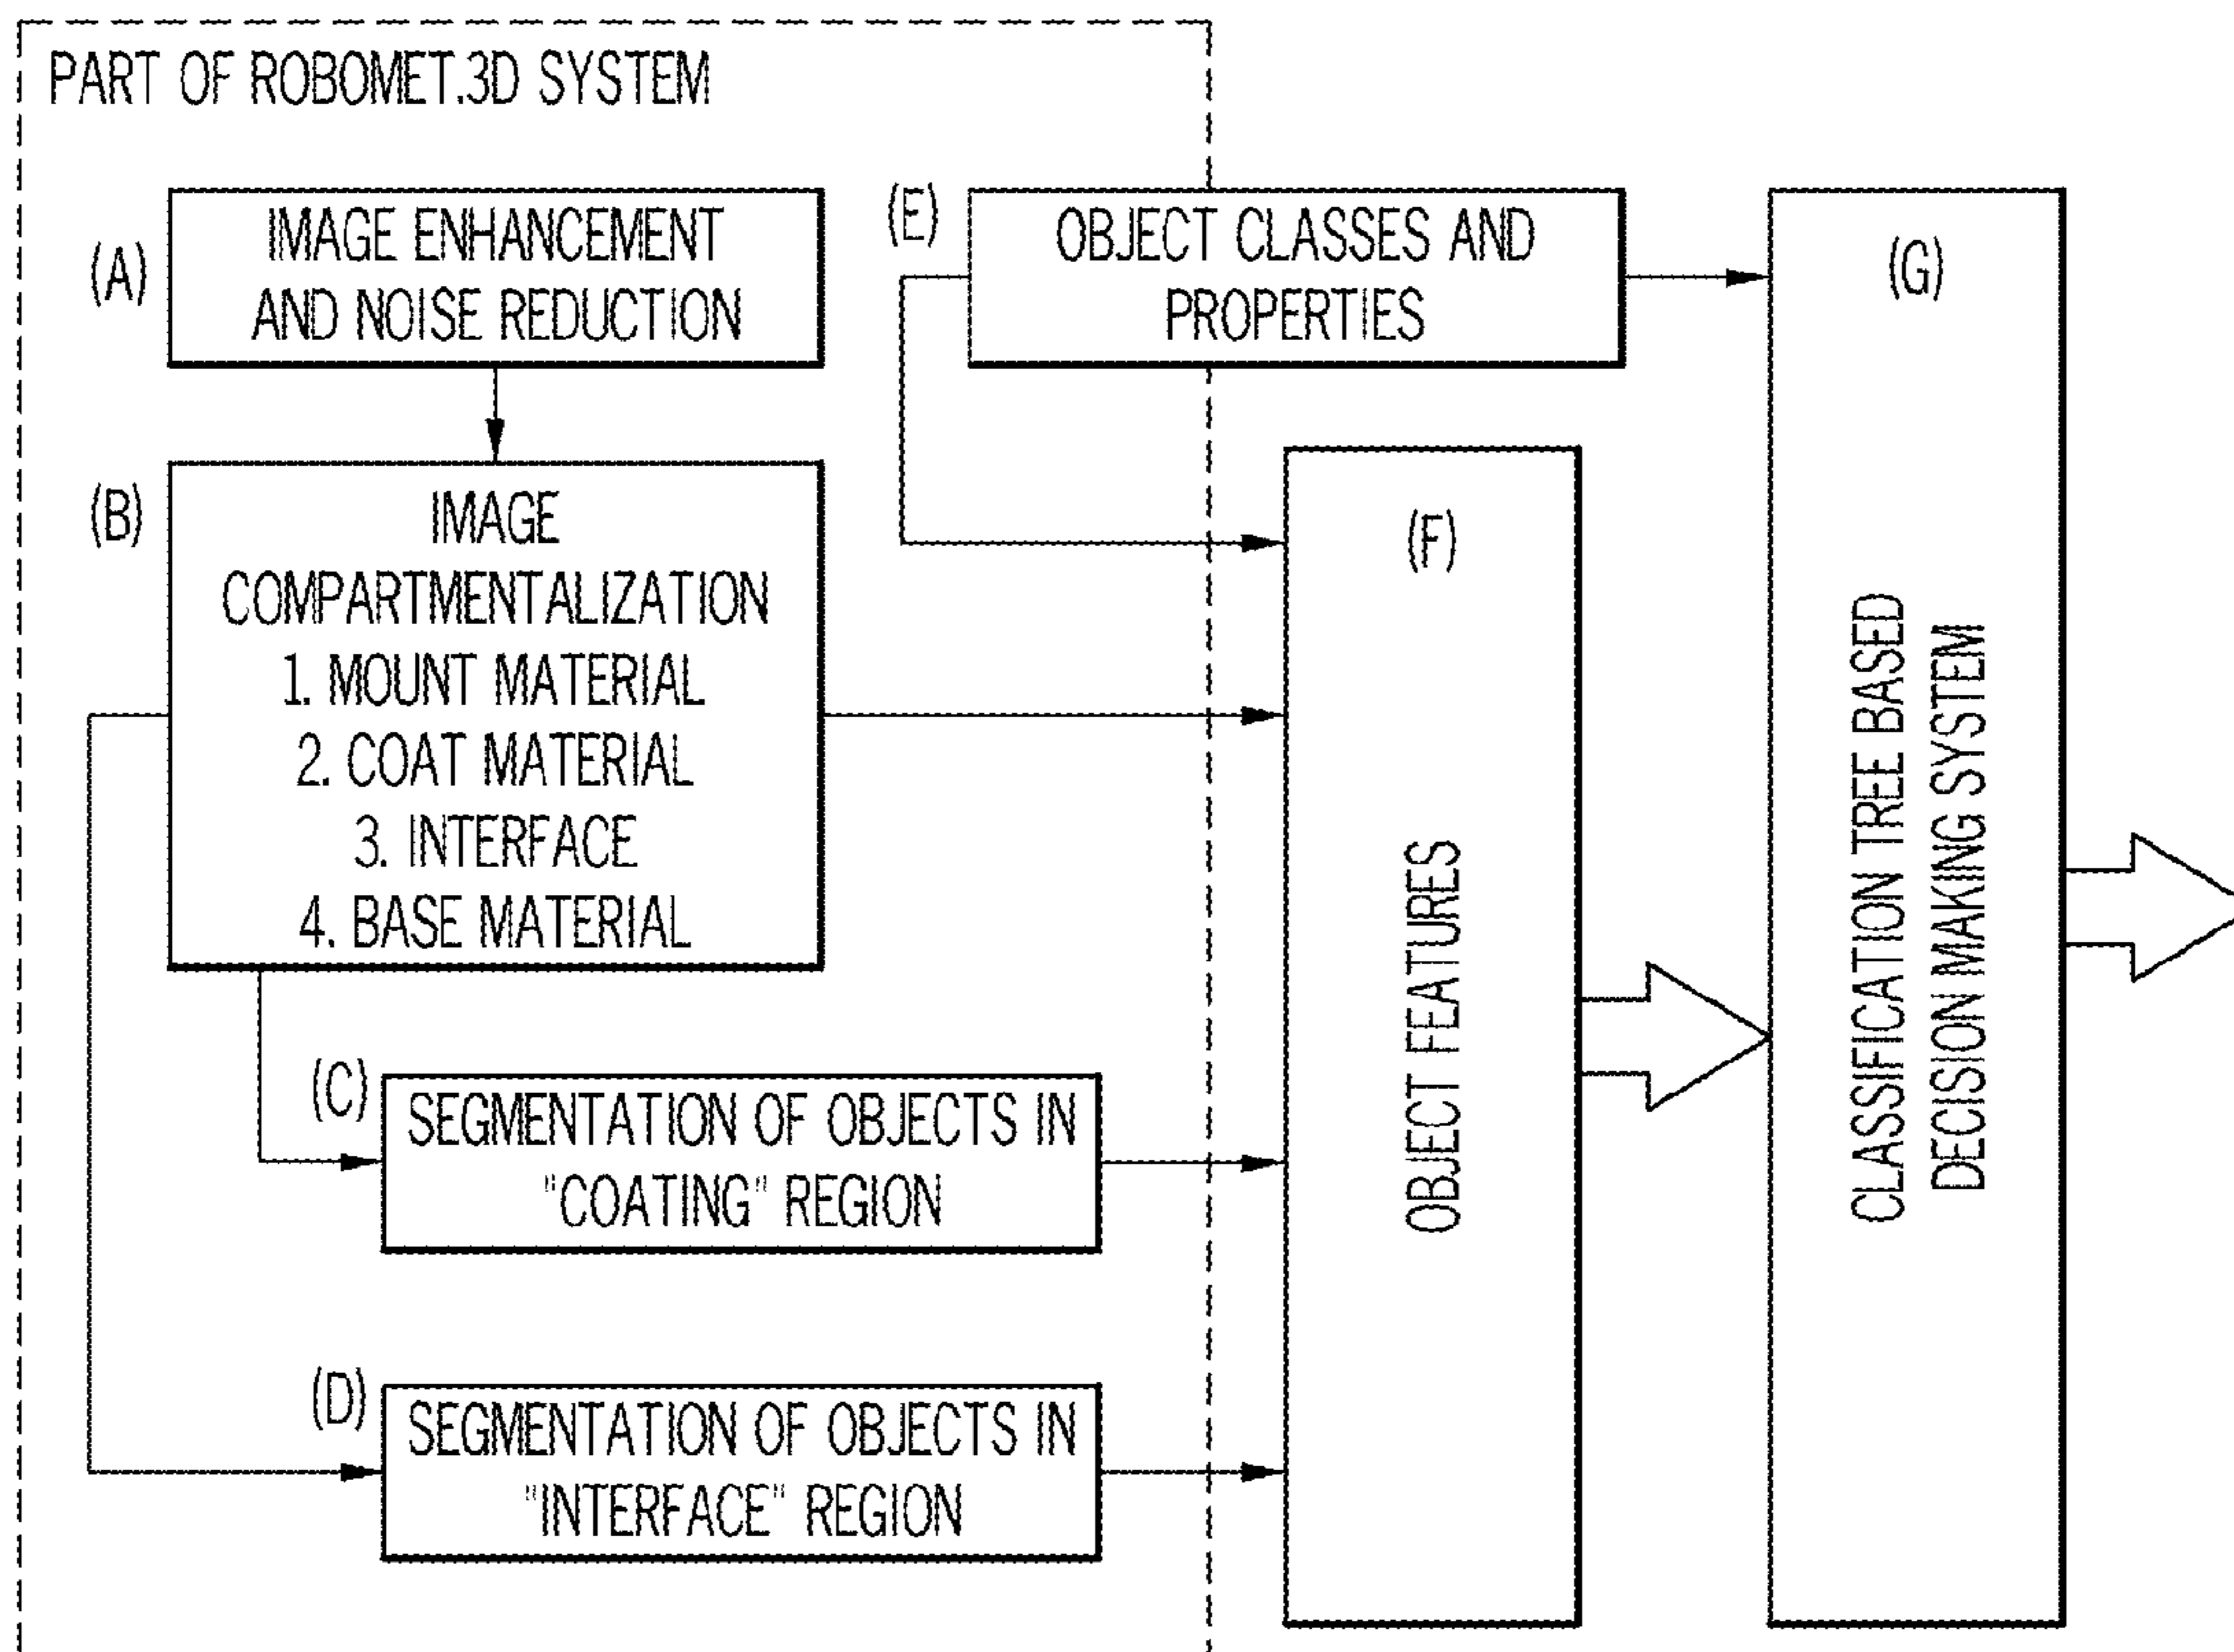 PART OF ROBOMET.3D SYSTEM
(A)
IMAGE ENHANCEMENT
AND NOISE REDUCTION
(E)
OBJECT CLASSES AND
PROPERTIES
(B)
IMAGE
COMPARTMENTALIZATION
1. MOUNT MATERIAL
2. COAT MATERIAL
3. INTERFACE
4. BASE MATERIAL
(C)
SEGMENTATION OF OBJECTS IN
"COATING" REGION
(D)
SEGMENTATION OF OBJECTS IN
"INTERFACE" REGION
(F)
OBJECT FEATURES
(G)
CLASSIFICATION TREE BASED
DECISION MAKING SYSTEM